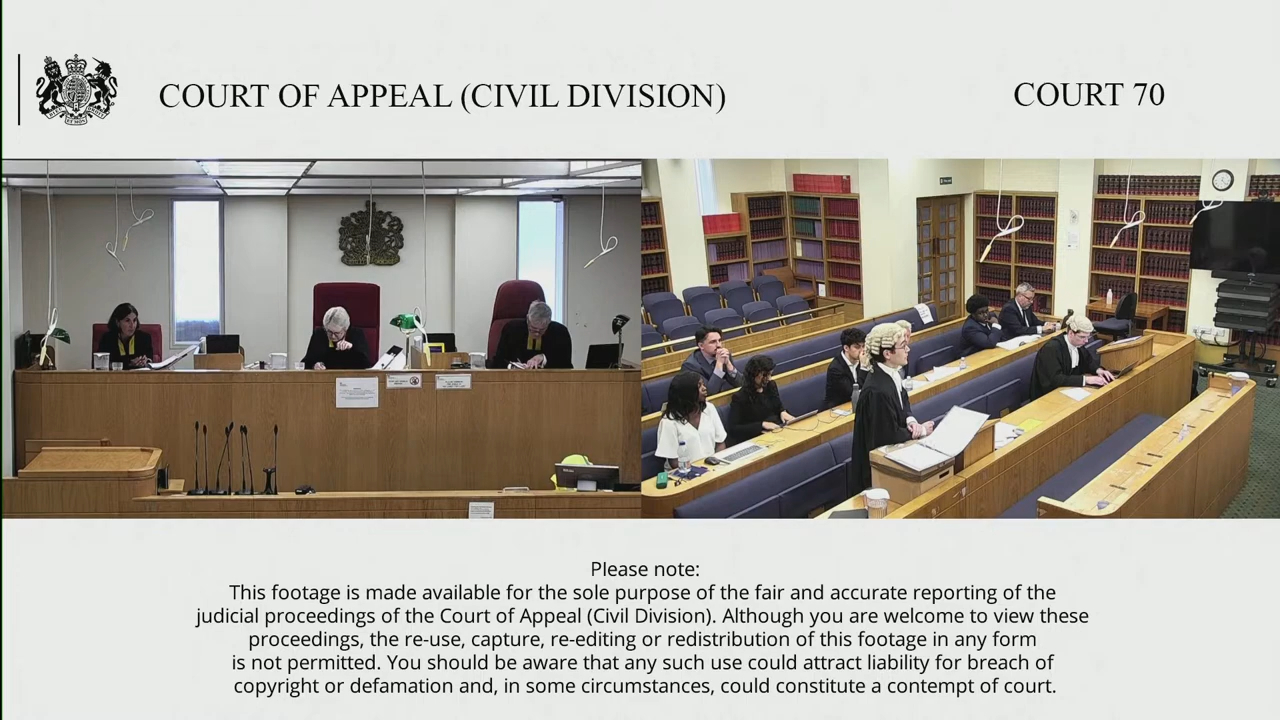 COURT OF APPEAL (CIVIL DIVISION)
COURT 70
Please note:
This footage is made available for the sole purpose of the fair and accurate reporting of the
judicial proceedings of the Court of Appeal (Civil Division). Although you are welcome to view these
proceedings, the re-use, capture, re-editing or redistribution of this footage in any form
is not permitted. You should be aware that any such use could attract liability for breach of
copyright or defamation and, in some circumstances, could constitute a contempt of court.